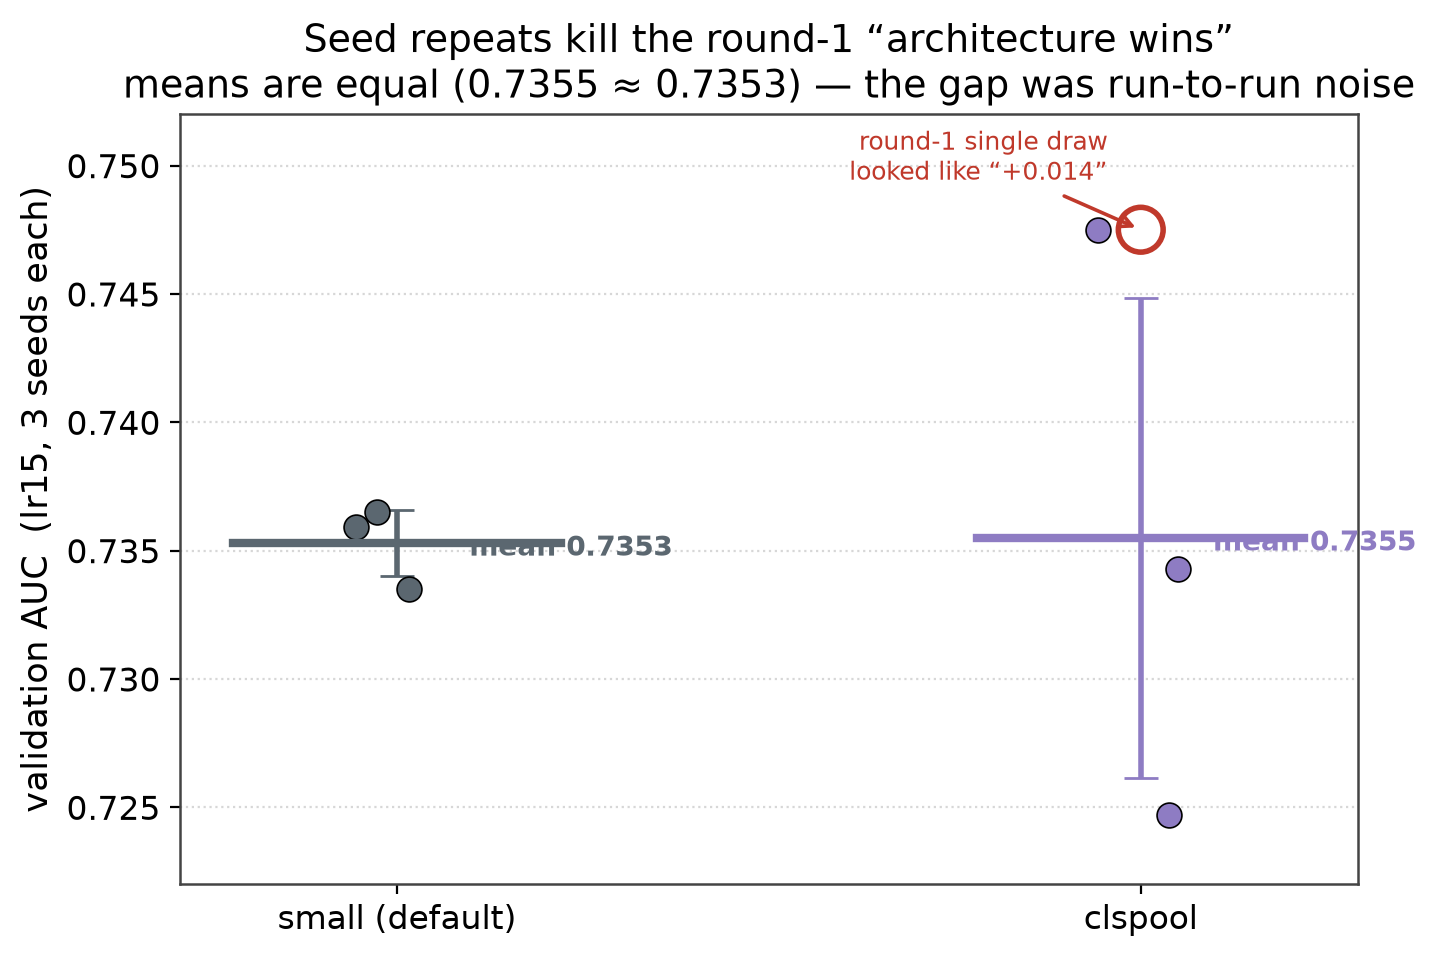 Seed repeats kill the round-1 “architecture wins”
means are equal (0.7355 ≈ 0.7353) — the gap was run-to-run noise
round-1 single draw
looked like “+0.014”
validation AUC (lr15, 3 seeds each)
0.750
0.745
0.740
0.735
0.730
0.725
mean 0.7353
mean 0.7355
small (default)
clspool